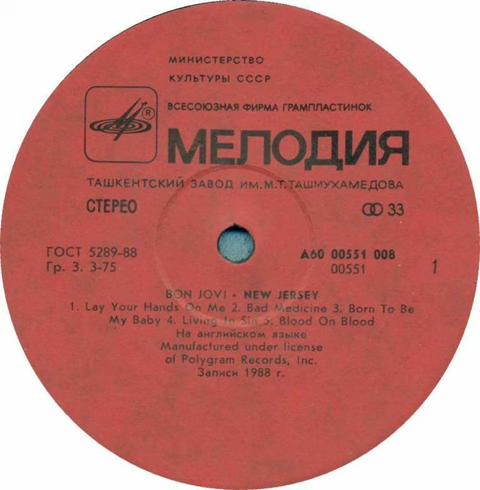 МИНИСТЕРСТВО
КУЛЬТУРЫ СССР
ВСЕСОЮЗНАЯ ФИРМА ГРАМПЛАСТИНОК
®
МЕЛОДИЯ
ТАШКЕНТСКИЙ ЗАВОД ИМ. М.Т.ТАШМУХАМЕДОВА
СТЕРЕО 33
ГОСТ 5289-88 А60 00551 008
Гр. 3. 3-75 00551 1
BON JOVI • NEW JERSEY
1. Lay Your Hands On Me 2. Bad Medicine 3. Born To Be
My Baby 4. Living In Sin 5. Blood On Blood
На английском языке
Manufactured under license
of Polygram Records, Inc.
Записи 1988 г.